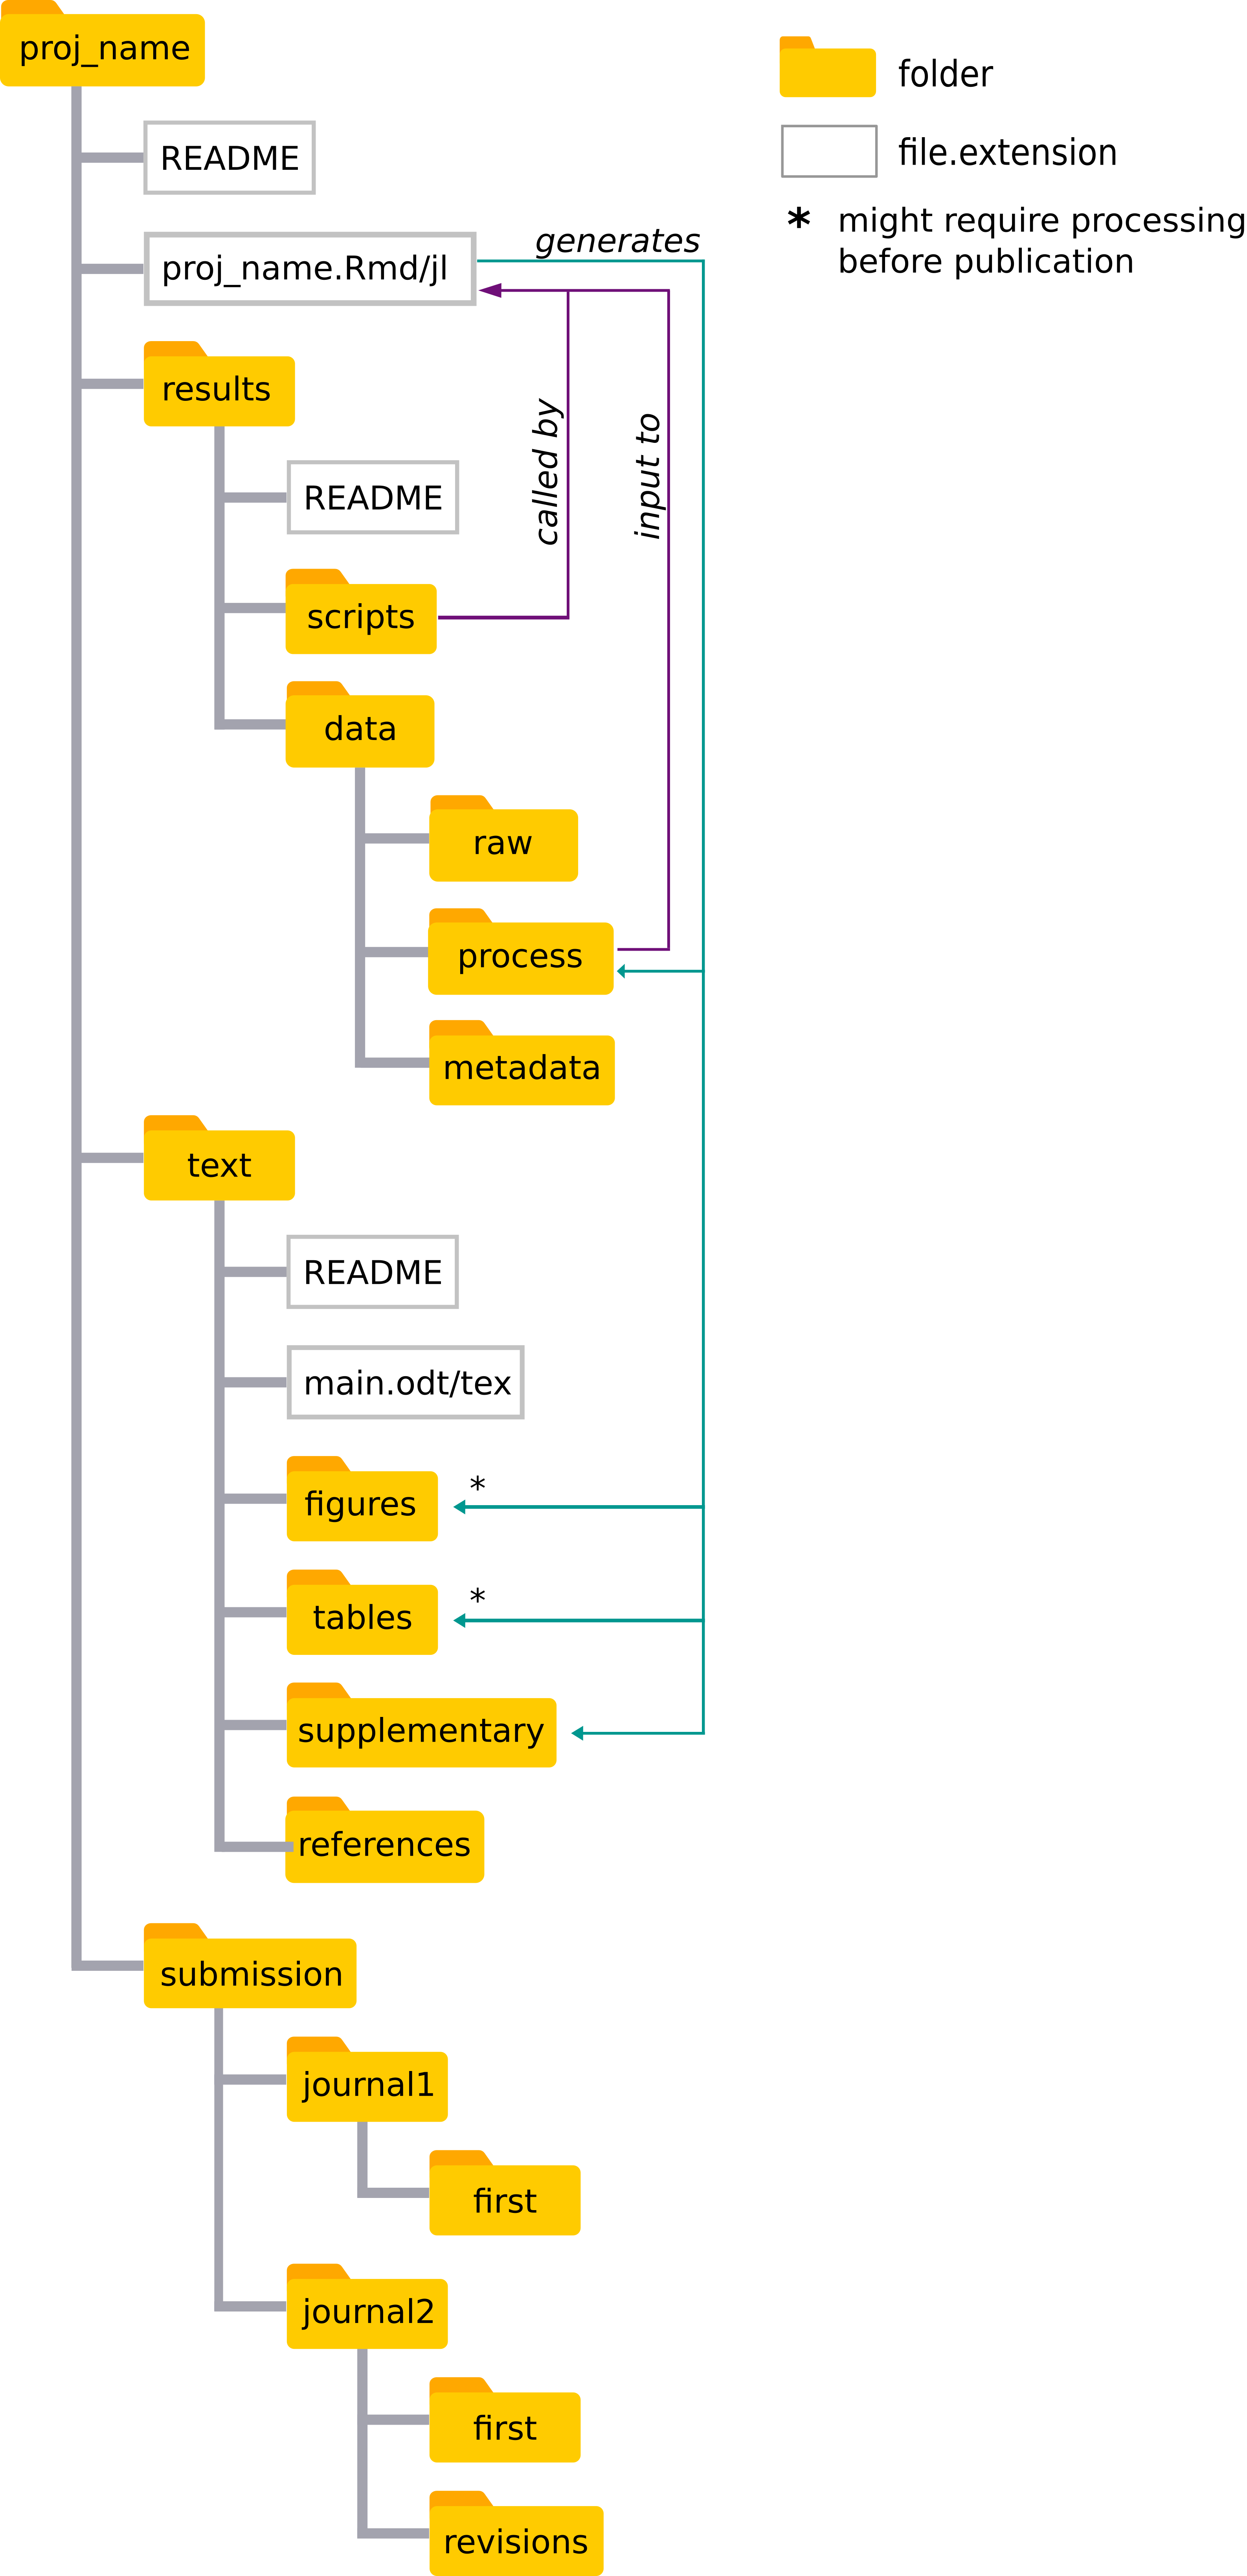 proj_name
folder
README
file.extension
* might require processing
before publication
generates
proj_name.Rmd/jl
results
called by
input to
README
scripts
data
raw
process
metadata
text
README
main.odt/tex
*
figures
*
tables
supplementary
references
submission
journal1
first
journal2
first
revisions